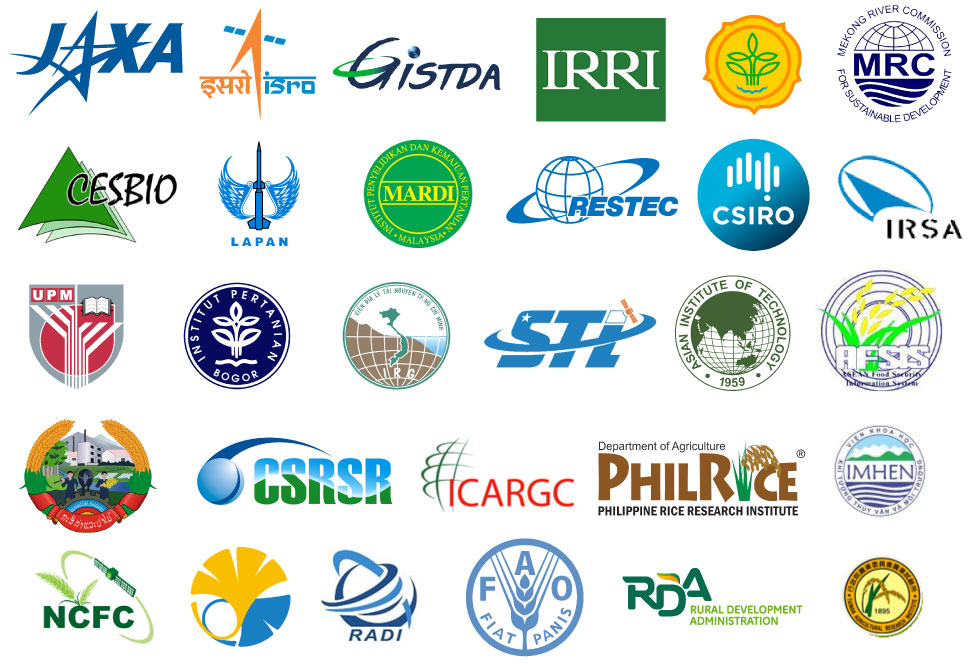 JAXA
इसरो isro
GISTDA
IRRI
MEKONG RIVER COMMISSION
MRC
FOR SUSTAINABLE DEVELOPMENT
CESBIO
LAPAN
INSTITUT PENYELIDIKAN DAN KEMAJUAN PERTANIAN
MARDI
• MALAYSIA •
RESTEC
CSIRO
IRSA
UPM
INSTITUT PERTANIAN
BOGOR
VIỆN ĐỊA LÝ TÀI NGUYÊN TP HỒ CHÍ MINH
I R G
STI
ASIAN INSTITUTE OF TECHNOLOGY
• 1959 •
AFSIS
ASEAN Food Security
Information System
CSRSR
ICARGC
Department of Agriculture
PHILRICE®
PHILIPPINE RICE RESEARCH INSTITUTE
VIỆN KHOA HỌC
IMHEN
KHÍ TƯỢNG THỦY VĂN VÀ MÔI TRƯỜNG
NCFC
RADI
F A O
FIAT PANIS
RDA
RURAL DEVELOPMENT
ADMINISTRATION
1895